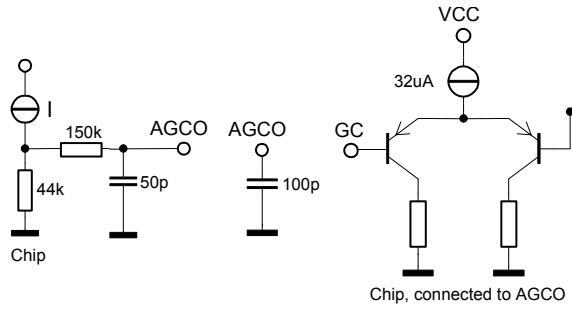 VCC
32uA
I
150k
AGCO
AGCO
GC
44k
50p
100p
Chip
Chip, connected to AGCO